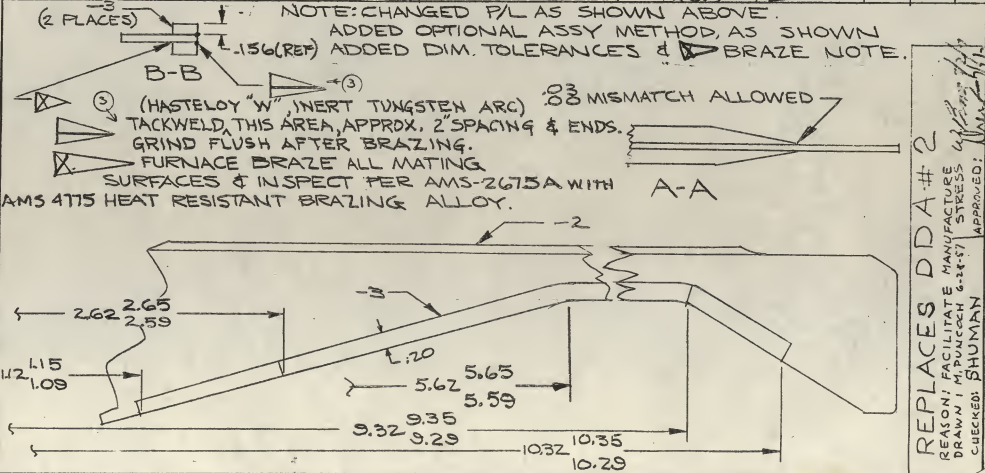 -3
(2 PLACES)
NOTE: CHANGED P/L AS SHOWN ABOVE.
ADDED OPTIONAL ASSY METHOD, AS SHOWN
.156(REF) ADDED DIM. TOLERANCES & X BRAZE NOTE.
B-B
X
3
3
(HASTELOY "W", INERT TUNGSTEN ARC)
.03
.00 MISMATCH ALLOWED
TACKWELD THIS AREA, APPROX. 2" SPACING & ENDS.
GRIND FLUSH AFTER BRAZING.
X FURNACE BRAZE ALL MATING
SURFACES & INSPECT PER AMS-2675A WITH
AMS 4775 HEAT RESISTANT BRAZING ALLOY.
A-A
-2
-3
2.62 2.65
2.59
.20
1.12 1.15
1.09
5.62 5.65
5.59
9.32 9.35
9.29
10.32 10.35
10.29
REPLACES DDA #2
REASON: FACILITATE MANUFACTURE
DRAWN: M. PUNCOCH 6-28-57 STRESS
CHECKED: SHUMAN APPROVED: